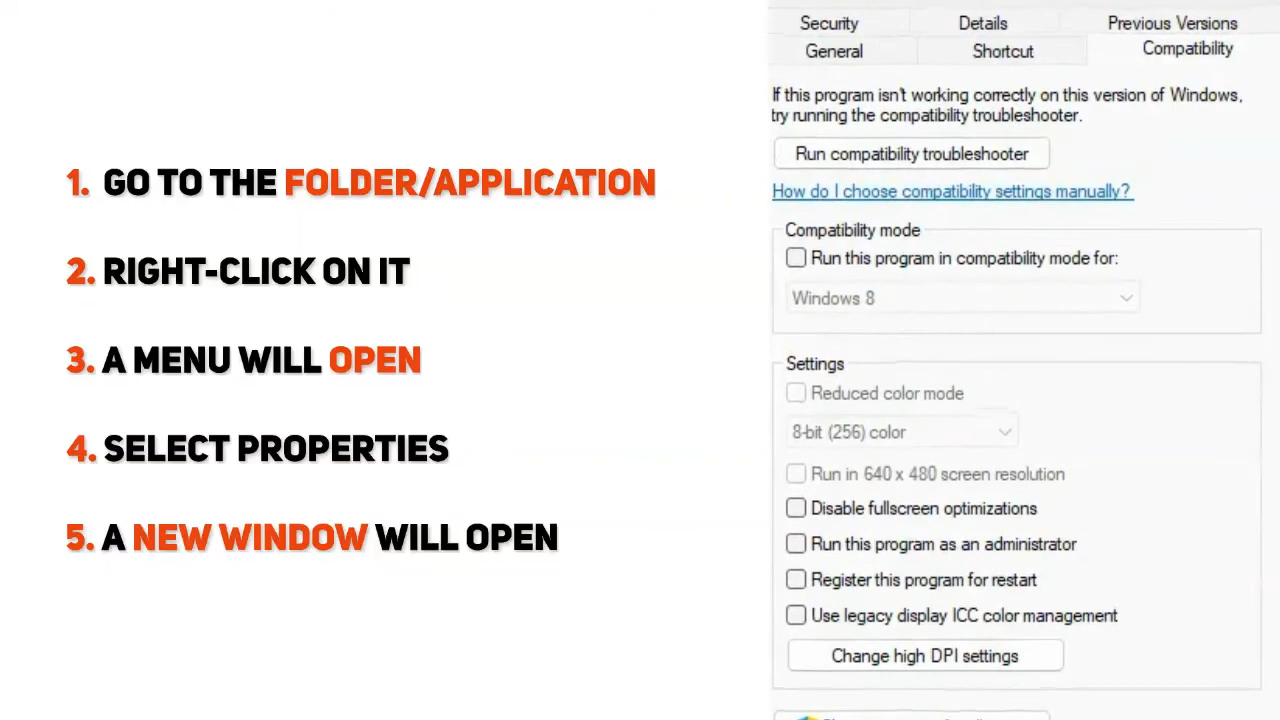 1. GO TO THE FOLDER/APPLICATION
2. RIGHT-CLICK ON IT
3. A MENU WILL OPEN
4. SELECT PROPERTIES
5. A NEW WINDOW WILL OPEN
Security Details Previous Versions
General Shortcut Compatibility
If this program isn't working correctly on this version of Windows,
try running the compatibility troubleshooter.
Run compatibility troubleshooter
How do I choose compatibility settings manually?
Compatibility mode
Run this program in compatibility mode for:
Windows 8
Settings
Reduced color mode
8-bit (256) color
Run in 640 x 480 screen resolution
Disable fullscreen optimizations
Run this program as an administrator
Register this program for restart
Use legacy display ICC color management
Change high DPI settings